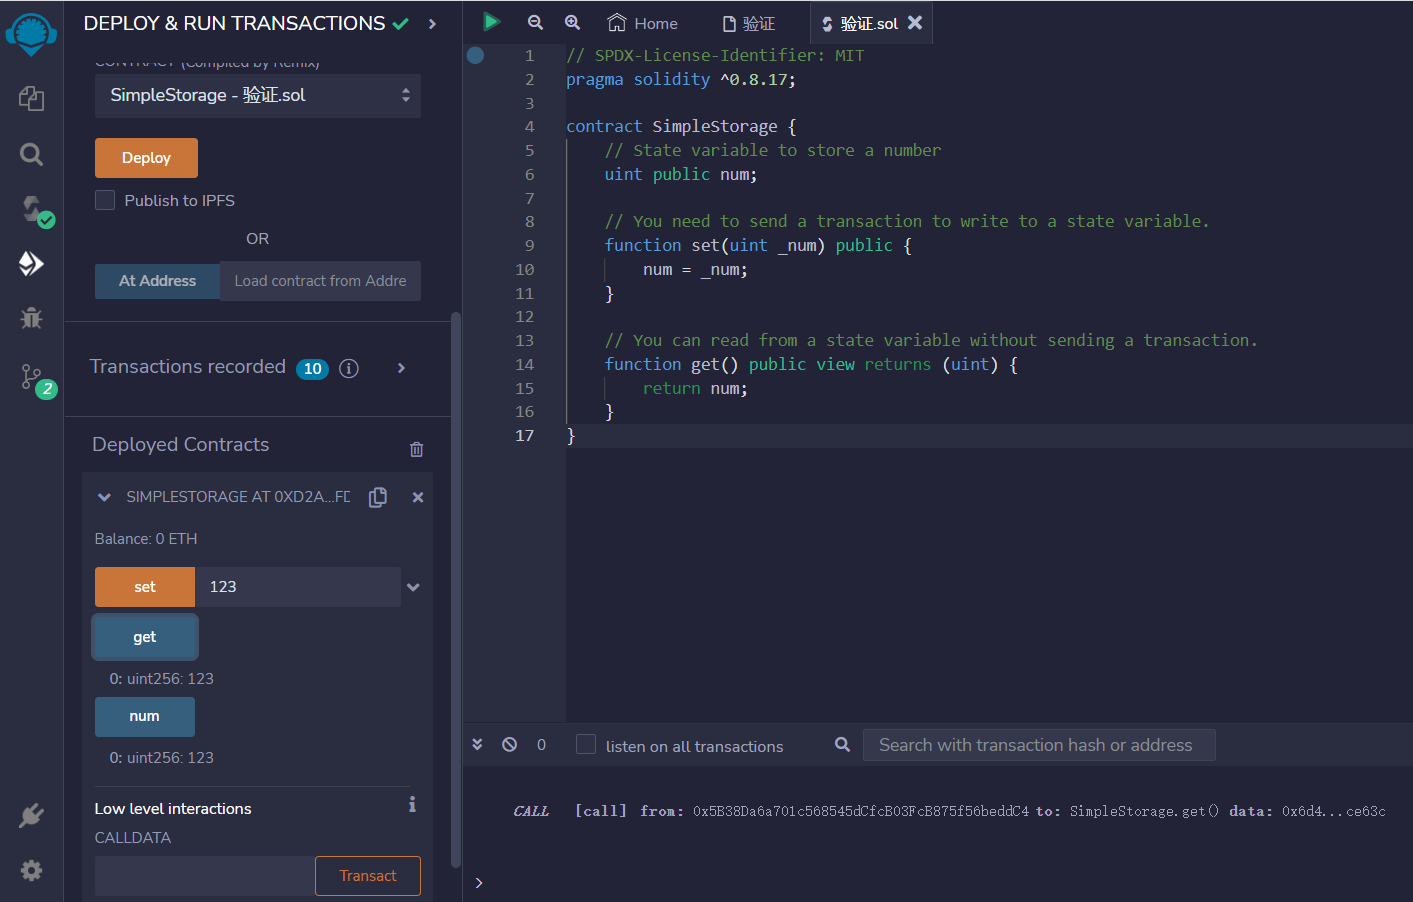 DEPLOY & RUN TRANSACTIONS
CONTRACT (Compiled by Remix)
SimpleStorage - 验证.sol
Deploy
Publish to IPFS
OR
At Address
Load contract from Addre
Transactions recorded 10
2
Deployed Contracts
SIMPLESTORAGE AT 0XD2A...FD
Balance: 0 ETH
set 123
get
0: uint256: 123
num
0: uint256: 123
Low level interactions
CALLDATA
Transact
Home
验证
验证.sol
1 // SPDX-License-Identifier: MIT
2 pragma solidity ^0.8.17;
3
4 contract SimpleStorage {
5 // State variable to store a number
6 uint public num;
7
8 // You need to send a transaction to write to a state variable.
9 function set(uint _num) public {
10 num = _num;
11 }
12
13 // You can read from a state variable without sending a transaction.
14 function get() public view returns (uint) {
15 return num;
16 }
17 }
0
listen on all transactions
Search with transaction hash or address
CALL [call] from: 0x5B38Da6a701c568545dCfcB03FcB875f56beddC4 to: SimpleStorage.get() data: 0x6d4...ce63c
>